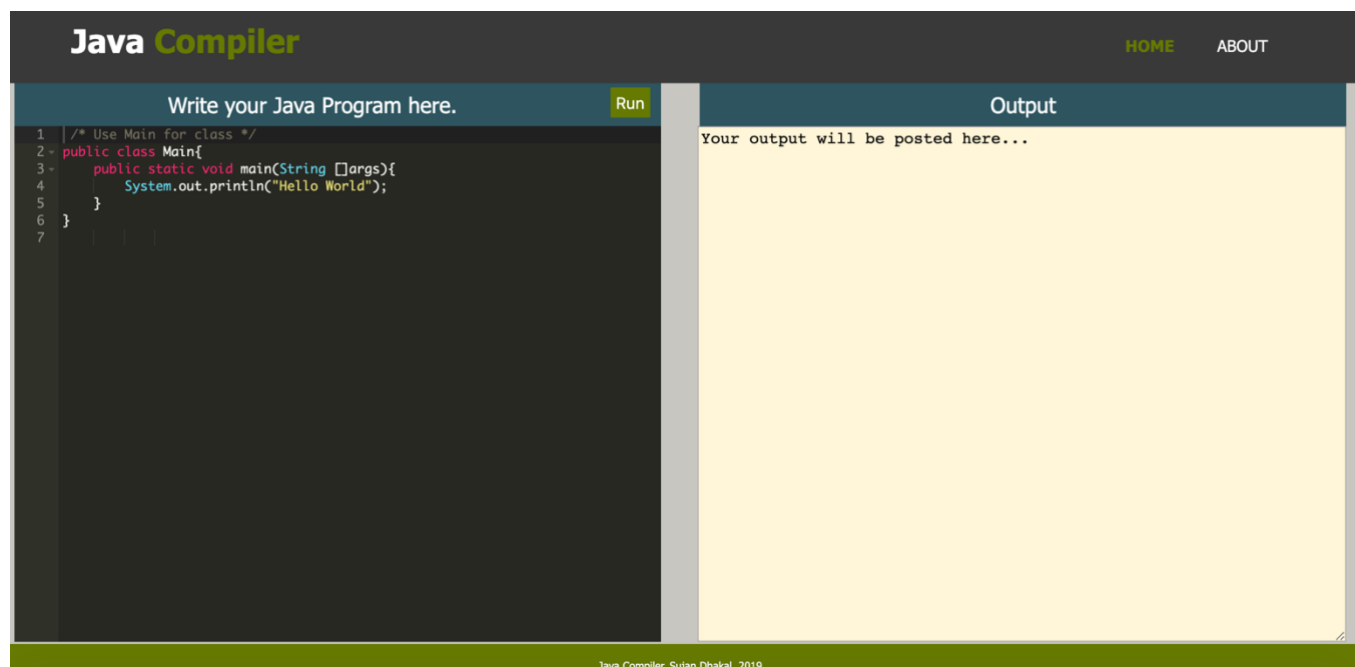 Java Compiler
HOME ABOUT
Write your Java Program here.
Run
1 /* Use Main for class */
2 public class Main{
3 public static void main(String []args){
4 System.out.println("Hello World");
5 }
6 }
7
Output
Your output will be posted here...
Java Compiler, Sujan Dhakal, 2019